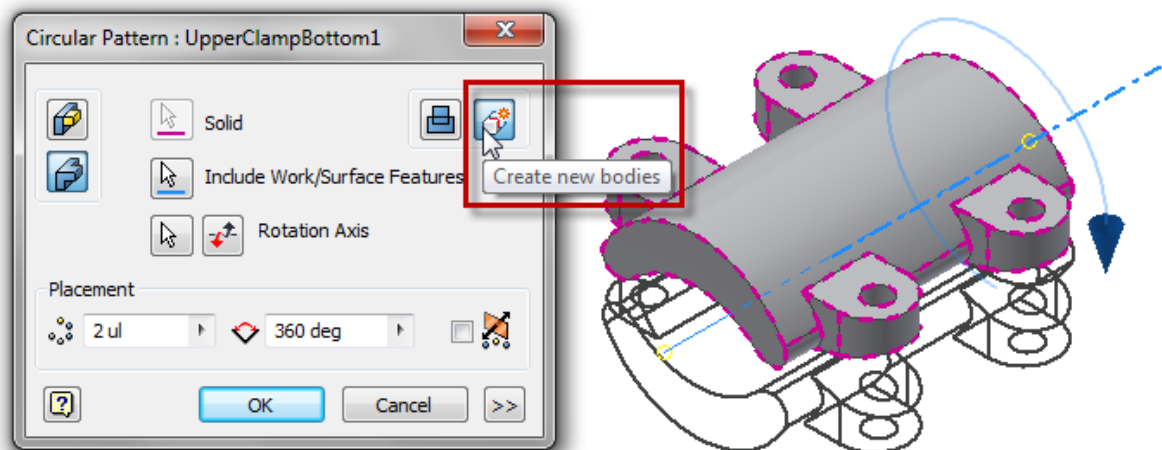 Circular Pattern : UpperClampBottom1
Solid
Include Work/Surface Features
Create new bodies
Rotation Axis
Placement
2 ul
360 deg
OK
Cancel
>>